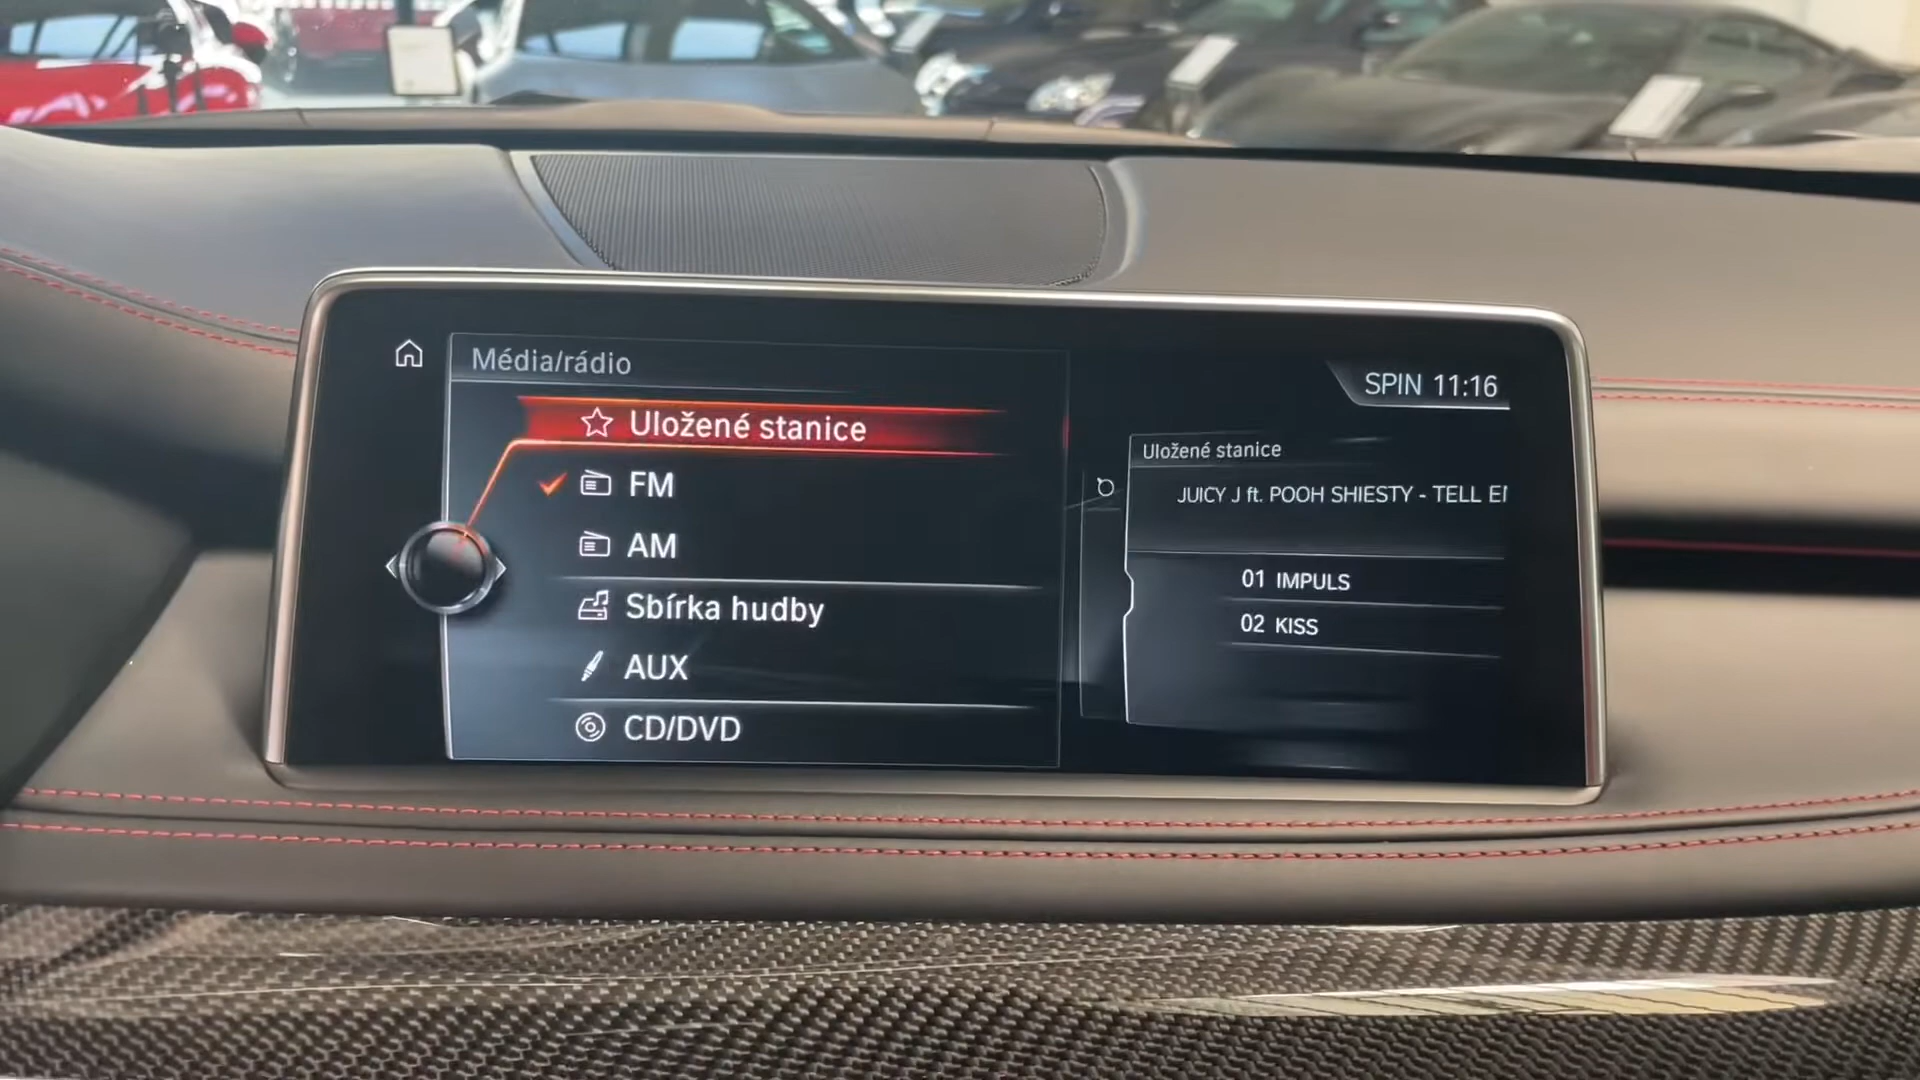 Média/rádio
SPIN 11:16
Uložené stanice
FM
AM
Sbírka hudby
AUX
CD/DVD
Uložené stanice
JUICY J ft. POOH SHIESTY - TELL
01 IMPULS
02 KISS